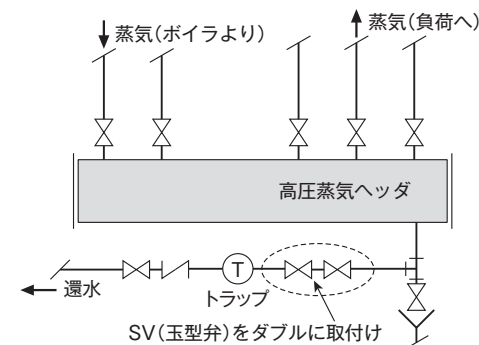 蒸気(ボイラより)
蒸気(負荷へ)
高圧蒸気ヘッダ
T
還水
トラップ
SV(玉型弁)をダブルに取付け